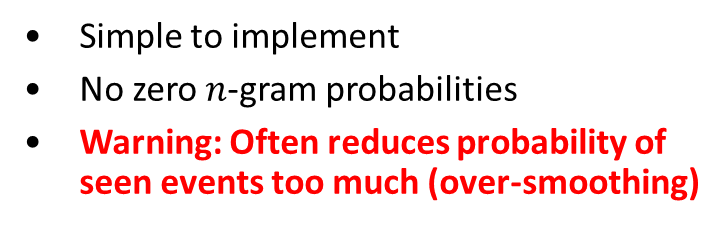 • Simple to implement
• No zero n-gram probabilities
• Warning: Often reduces probability of
seen events too much (over-smoothing)